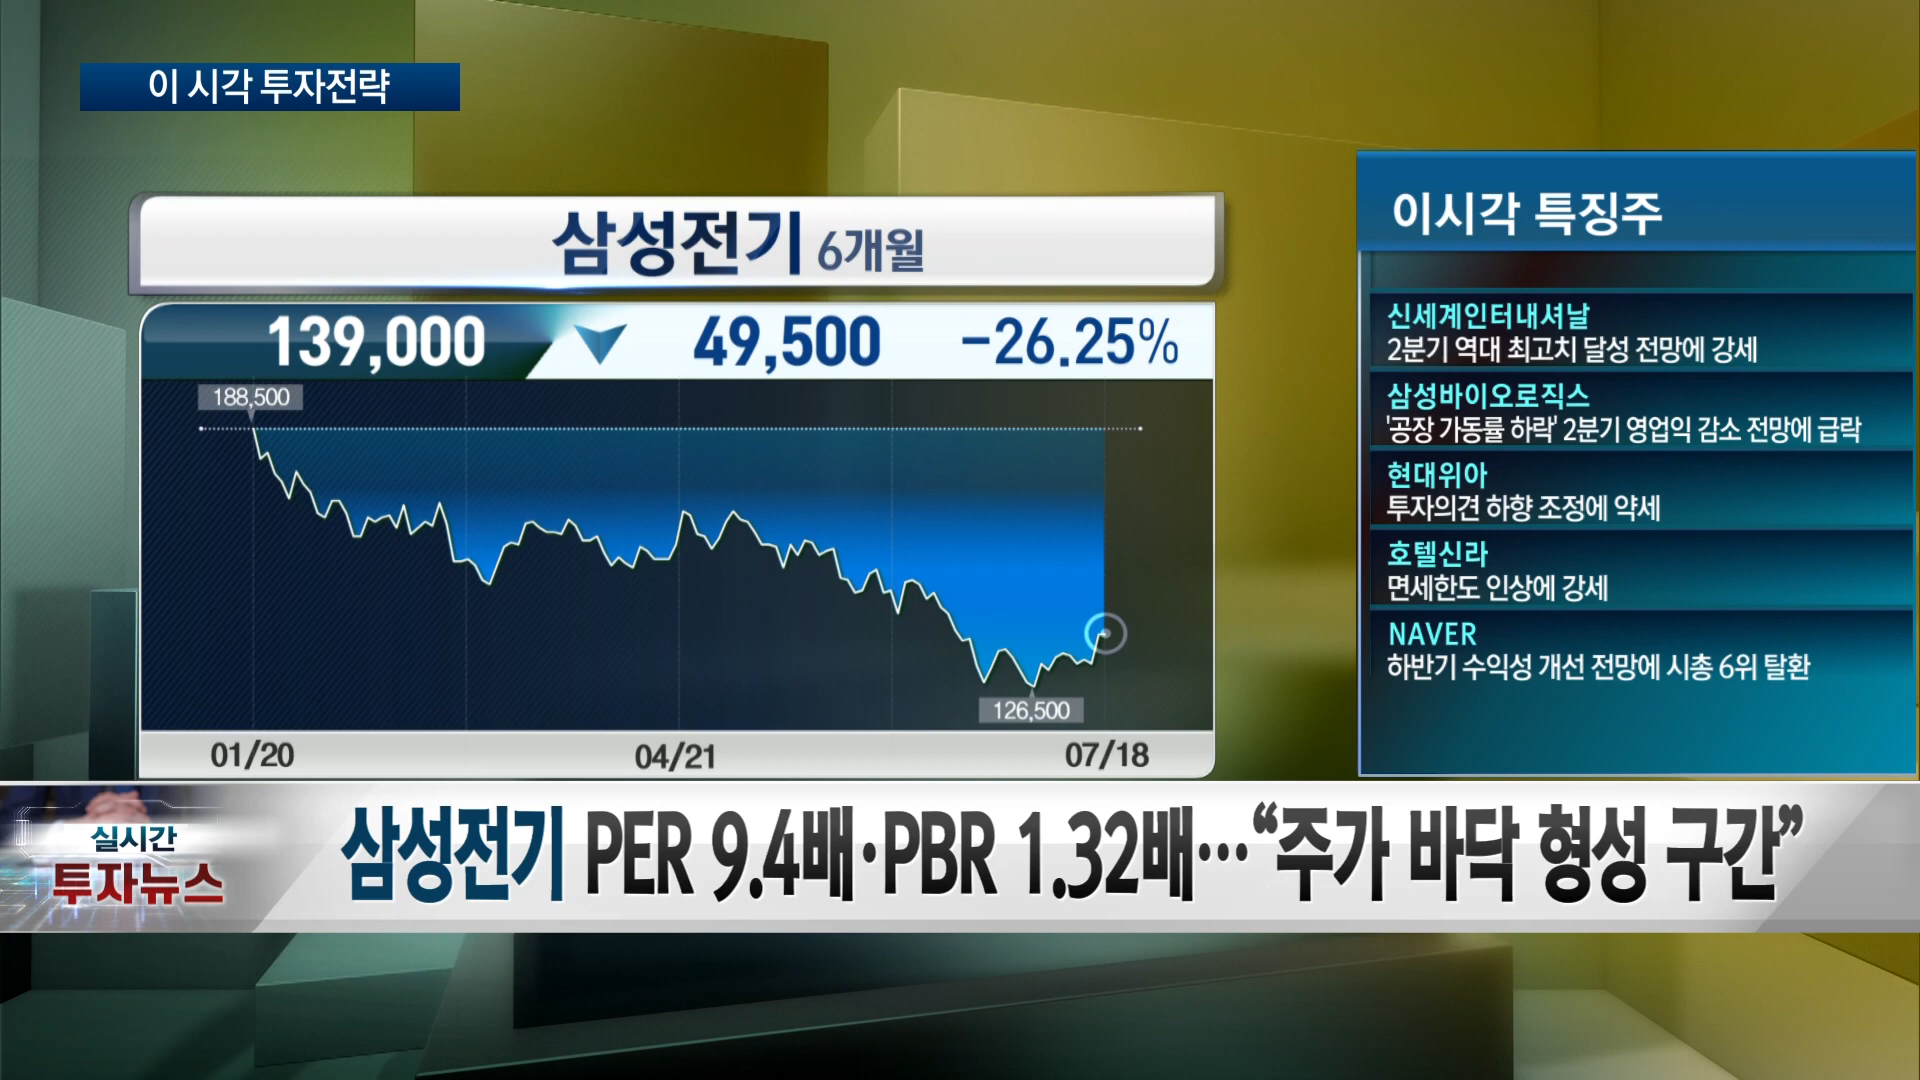 이 시각 투자전략
삼성전기 6개월
139,000 49,500 -26.25%
188,500
126,500
01/20 04/21 07/18
이시각 특징주
신세계인터내셔날
2분기 역대 최고치 달성 전망에 강세
삼성바이오로직스
'공장 가동률 하락' 2분기 영업익 감소 전망에 급락
현대위아
투자의견 하향 조정에 약세
호텔신라
면세한도 인상에 강세
NAVER
하반기 수익성 개선 전망에 시총 6위 탈환
실시간
투자뉴스
삼성전기 PER 9.4배·PBR 1.32배…“주가 바닥 형성 구간”